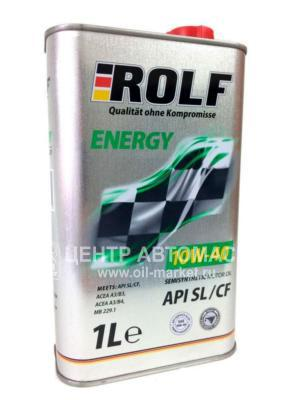 ROLF
Qualität ohne Kompromisse
ENERGY
ЦЕНТР АВТОМАС
www.oil-market.ru
10W-40
SEMISYNTHETIC MOTOR OIL
API SL/CF
MEETS: API SL/CF,
ACEA A3/B3,
ACEA A3/B4,
MB 229.1
1L e